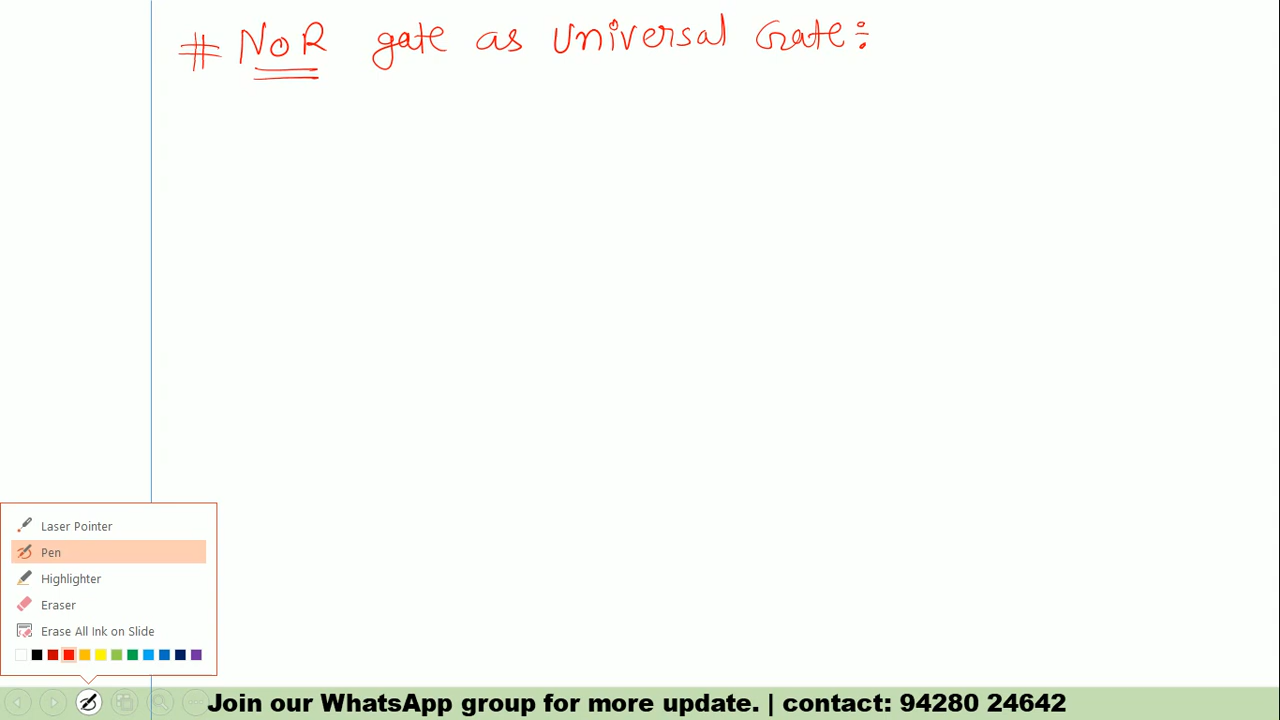 # NOR gate as Universal Gate:
Laser Pointer
Pen
Highlighter
Eraser
Erase All Ink on Slide
Join our WhatsApp group for more update. | contact: 94280 24642